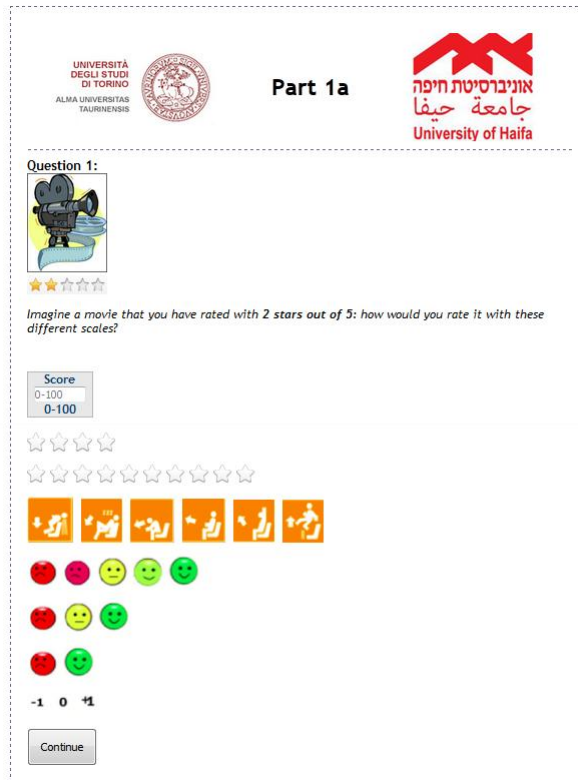 UNIVERSITÀ
DEGLI STUDI
DI TORINO
ALMA UNIVERSITAS
TAURINENSIS
Part 1a
אוניברסיטת חיפה
جامعة حيفا
University of Haifa
Question 1:
Imagine a movie that you have rated with 2 stars out of 5: how would you rate it with these
different scales?
Score
0-100
0-100
-1 0 +1
Continue